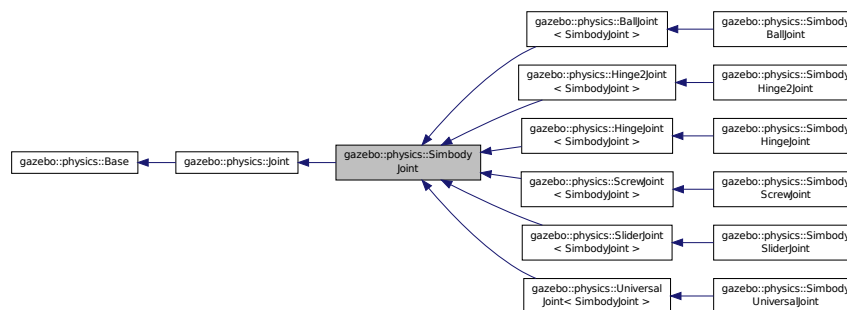 gazebo::physics::Base
gazebo::physics::Joint
gazebo::physics::Simbody
Joint
gazebo::physics::BallJoint
< SimbodyJoint >
gazebo::physics::Simbody
BallJoint
gazebo::physics::Hinge2Joint
< SimbodyJoint >
gazebo::physics::Simbody
Hinge2Joint
gazebo::physics::HingeJoint
< SimbodyJoint >
gazebo::physics::Simbody
HingeJoint
gazebo::physics::ScrewJoint
< SimbodyJoint >
gazebo::physics::Simbody
ScrewJoint
gazebo::physics::SliderJoint
< SimbodyJoint >
gazebo::physics::Simbody
SliderJoint
gazebo::physics::Universal
Joint< SimbodyJoint >
gazebo::physics::Simbody
UniversalJoint